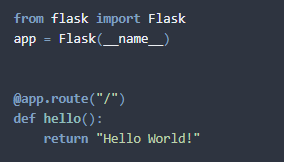 from flask import Flask
app = Flask(__name__)
@app.route("/")
def hello():
    return "Hello World!"